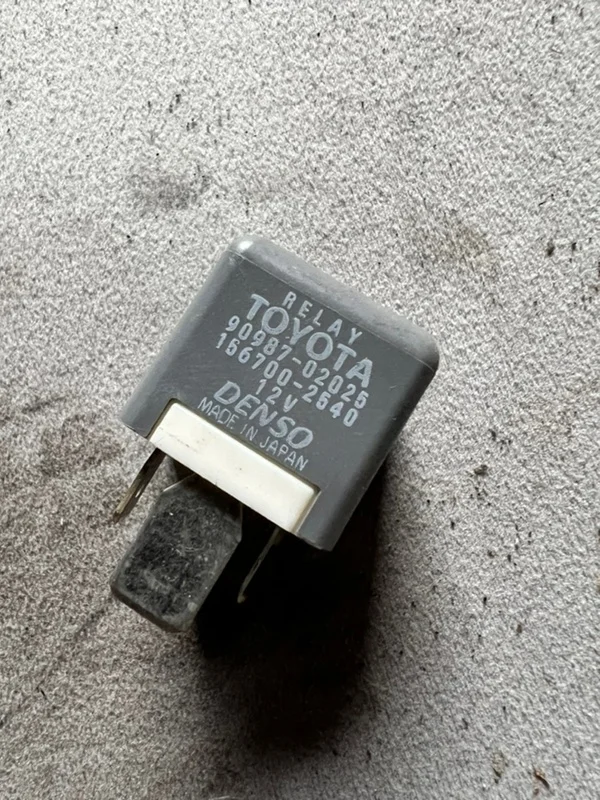 RELAY
TOYOTA
90987-02025
156700-2640
12V
DENSO
MADE IN JAPAN